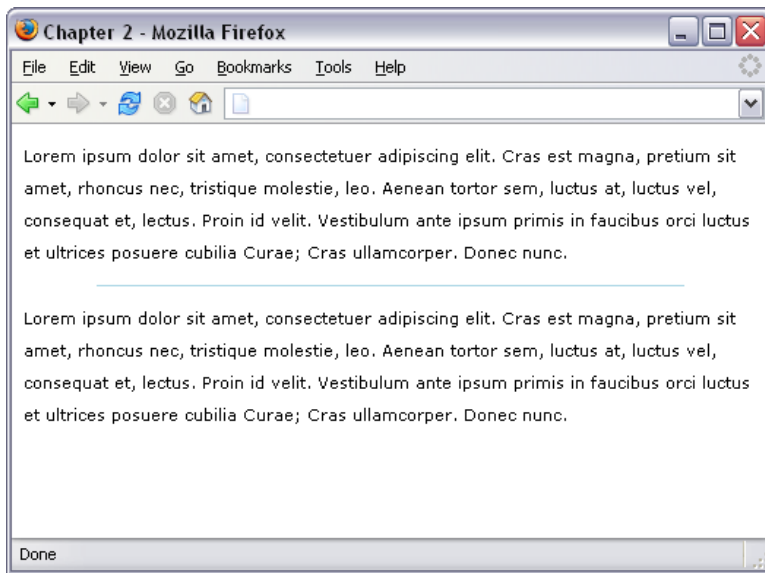 Chapter 2 - Mozilla Firefox
File Edit View Go Bookmarks Tools Help
Lorem ipsum dolor sit amet, consectetuer adipiscing elit. Cras est magna, pretium sit
amet, rhoncus nec, tristique molestie, leo. Aenean tortor sem, luctus at, luctus vel,
consequat et, lectus. Proin id velit. Vestibulum ante ipsum primis in faucibus orci luctus
et ultrices posuere cubilia Curae; Cras ullamcorper. Donec nunc.
Lorem ipsum dolor sit amet, consectetuer adipiscing elit. Cras est magna, pretium sit
amet, rhoncus nec, tristique molestie, leo. Aenean tortor sem, luctus at, luctus vel,
consequat et, lectus. Proin id velit. Vestibulum ante ipsum primis in faucibus orci luctus
et ultrices posuere cubilia Curae; Cras ullamcorper. Donec nunc.
Done